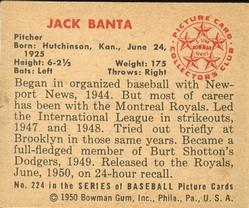 JACK BANTA
Pitcher
Born: Hutchinson, Kan., June 24,
1925
Height: 6-2½ Weight: 175
Bats: Left Throws: Right
PICTURE CARD
COLLECTORS CLUB
BOWMAN
Began in organized baseball with New-
port News, 1944. But most of
career has been with the Montreal Royals. Led
the International League in strikeouts,
1947 and 1948. Tried out briefly at
Brooklyn in those same years. Became a
full-fledged member of Burt Shotton's
Dodgers, 1949. Released to the Royals,
June, 1950, on 24-hour recall.
No. 224 in the SERIES of BASEBALL Picture Cards
©1950 Bowman Gum, Inc., Phila., Pa., U. S. A.